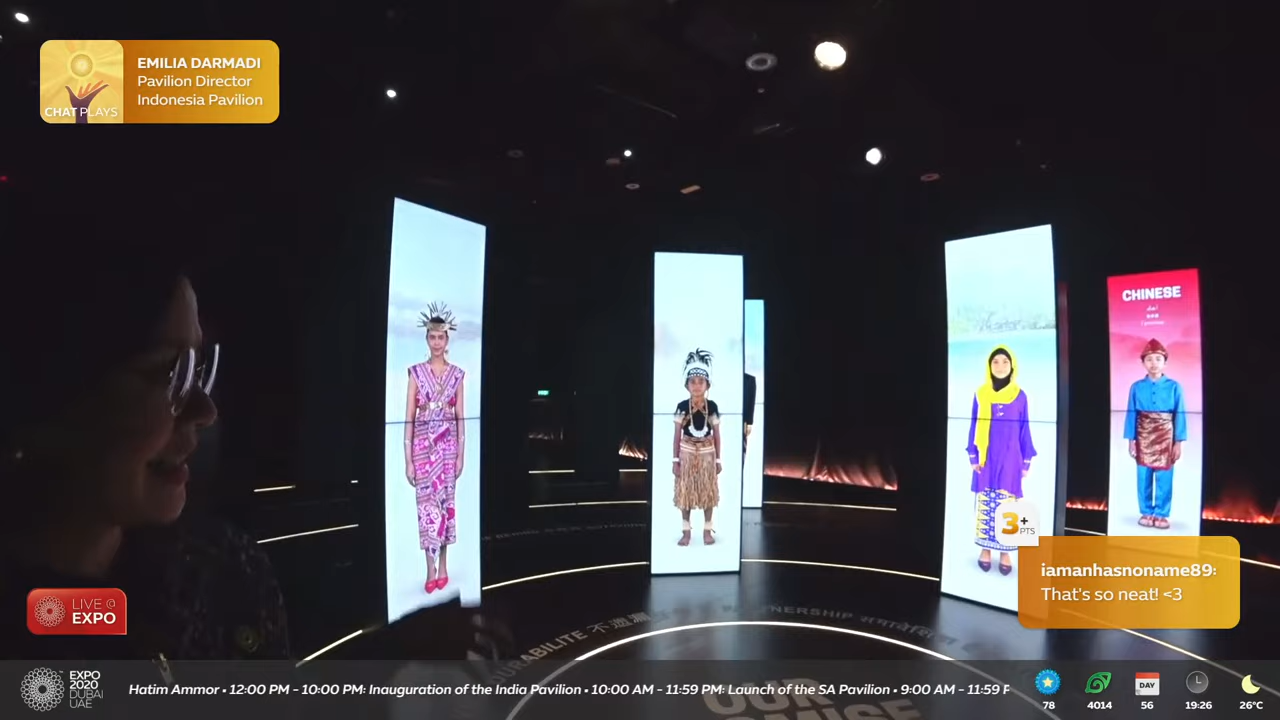 EMILIA DARMADI
Pavilion Director
Indonesia Pavilion
CHAT PLAYS
CHINESE
3+
PTS
iamanhasnoname89:
That's so neat! <3
LIVE @
EXPO
PARTNERSHIP
DURABILITE
OUR
EXPO
2020
DUBAI
UAE
Hatim Ammor • 12:00 PM - 10:00 PM: Inauguration of the India Pavilion • 10:00 AM - 11:59 PM: Launch of the SA Pavilion • 9:00 AM - 11:59 P
78
4014
DAY
56
19:26
26°C